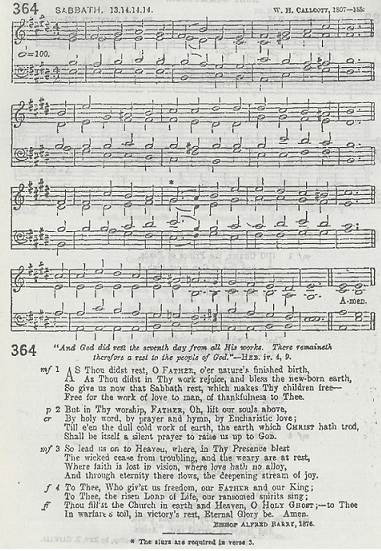 364 SABBATH. 13.14.14.14. W. H. CALLCOTT, 1807—
=100.
*
A-men.
364 "And God did rest the seventh day from all His works. There remaineth
therefore a rest to the people of God."—HEB. iv. 4, 9.
mf 1 AS Thou didst rest, O FATHER, o'er nature's finished birth,
As Thou didst in Thy work rejoice, and bless the new-born earth,
So give us now that Sabbath rest, which makes Thy children free—
Free for the work of love to man, of thankfulness to Thee.
p 2 But in Thy worship, FATHER, Oh, lift our souls above,
cr By holy word, by prayer and hymn, by Eucharistic love;
Till e'en the dull cold work of earth, the earth which CHRIST hath trod,
Shall be itself a silent prayer to raise us up to GOD.
mf 3 So lead us on to Heaven, where, in Thy Presence blest
The wicked cease from troubling, and the weary are at rest,
Where faith is lost in vision, where love hath no alloy,
And through eternity there flows, the deepening stream of joy.
f 4 To Thee, Who giv'st us freedom, our FATHER and our King;
To Thee, the risen LORD of Life, our ransomed spirits sing;
ff Thou fill'st the Church in earth and Heaven, O HOLY GHOST;—to Thee
In warfare's toil, in victory's rest, Eternal Glory be. Amen.
BISHOP ALFRED BARRY, 1876.
* The slurs are required in verse 3.